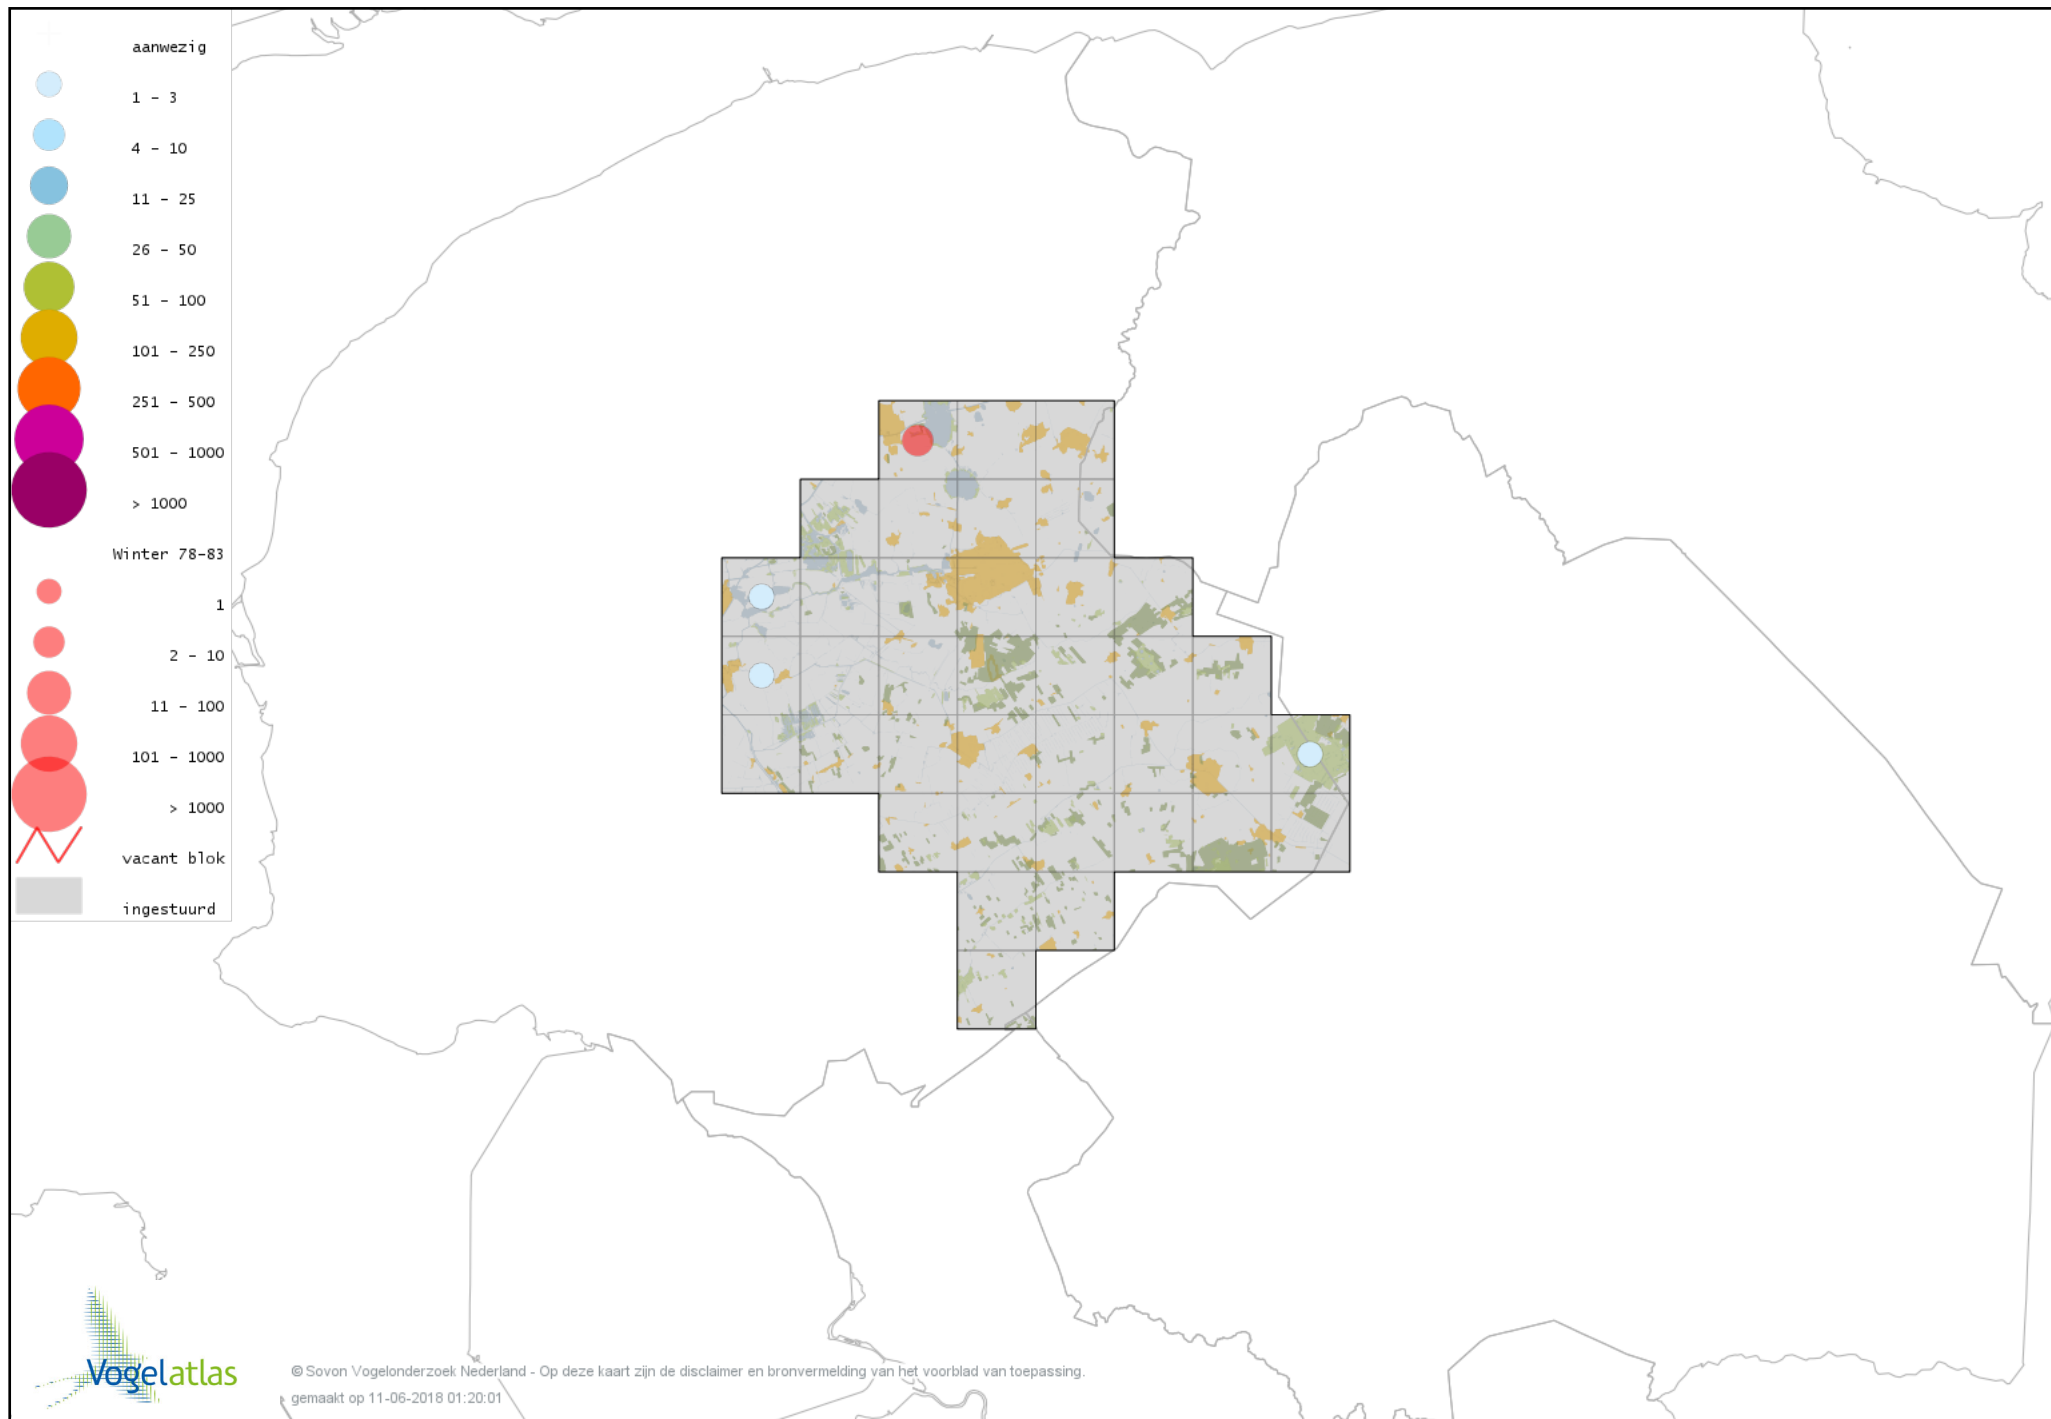 aanwezig
1 - 3
4 - 10
11 - 25
26 - 50
51 - 100
101 - 250
251 - 500
501 - 1000
> 1000
Winter 78-83
1
2 - 10
11 - 100
101 - 1000
> 1000
vacant blok
ingestuurd
Vogelatlas
© Sovon Vogelonderzoek Nederland - Op deze kaart zijn de disclaimer en bronvermelding van het voorblad van toepassing.
gemaakt op 11-06-2018 01:20:01